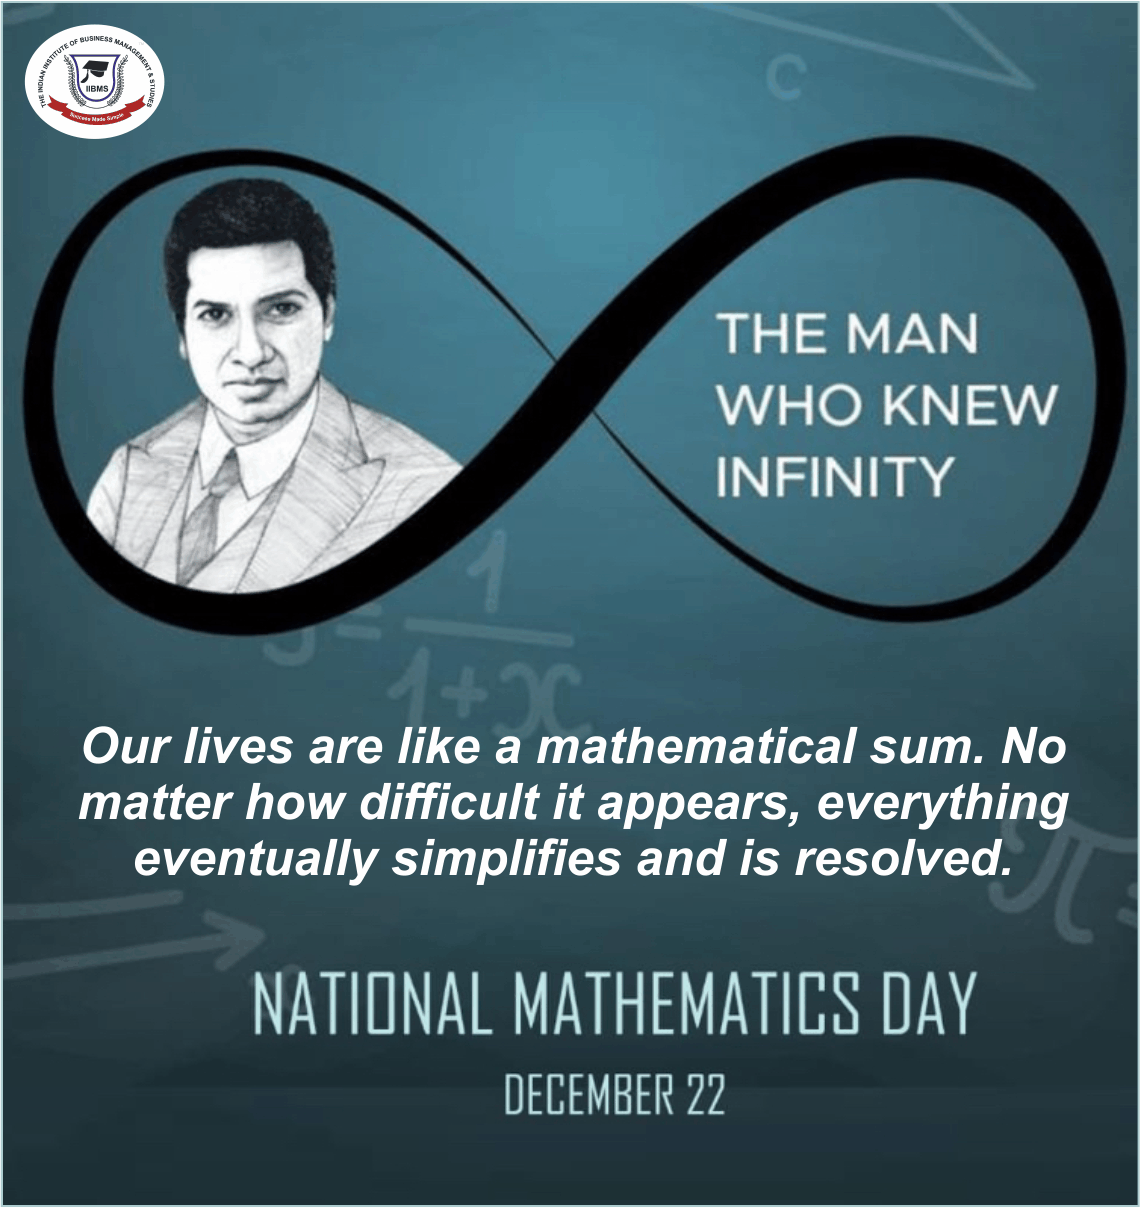 THE INDIAN INSTITUTE OF BUSINESS MANAGEMENT & STUDIES
IIBMS
Success Made Simple
C
THE MAN
WHO KNEW
INFINITY
1
=
1+x
Our lives are like a mathematical sum. No
matter how difficult it appears, everything
eventually simplifies and is resolved.
π =
NATIONAL MATHEMATICS DAY
DECEMBER 22